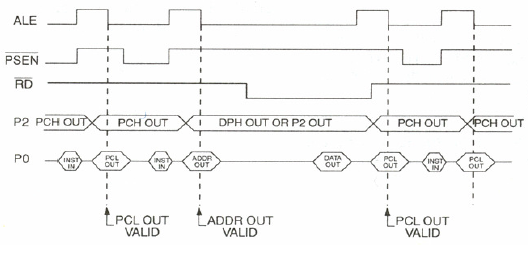 ALE
PSEN
RD
P2 PCH OUT PCH OUT DPH OUT OR P2 OUT PCH OUT PCH OUT
P0 INST IN PCL OUT INST IN ADDR OUT DATA OUT PCL OUT INST IN PCL OUT
PCL OUT VALID
ADDR OUT VALID
PCL OUT VALID